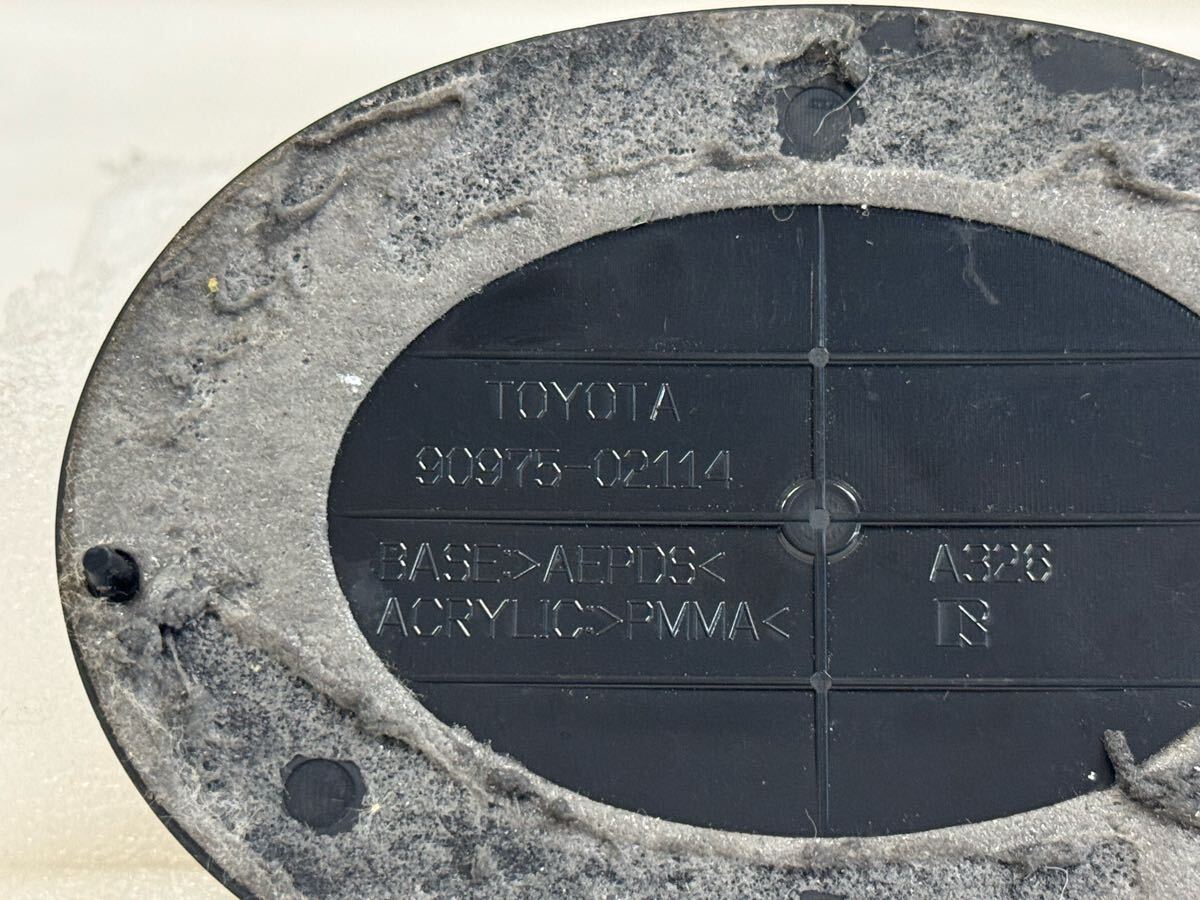 TOYOTA
90975-02114
BASE>AEPDS<
ACRYLIC>PMMA<
A326